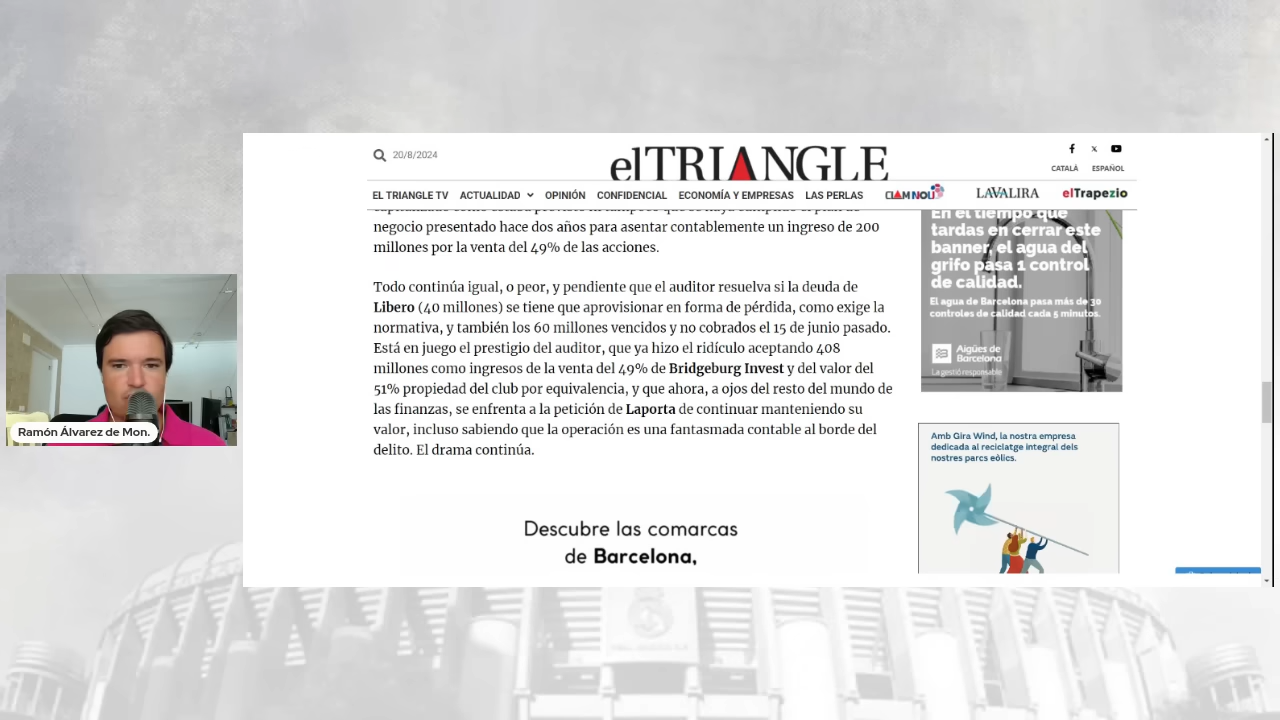 20/8/2024
elTRIANGLE
CATALÀ ESPAÑOL
EL TRIANGLE TV ACTUALIDAD OPINIÓN CONFIDENCIAL ECONOMÍA Y EMPRESAS LAS PERLAS CLAM NOU LAVALIRA elTrapezio
negocio presentado hace dos años para asentar contablemente un ingreso de 200
millones por la venta del 49% de las acciones.
Todo continúa igual, o peor, y pendiente que el auditor resuelva si la deuda de
Libero (40 millones) se tiene que aprovisionar en forma de pérdida, como exige la
normativa, y también los 60 millones vencidos y no cobrados el 15 de junio pasado.
Está en juego el prestigio del auditor, que ya hizo el ridículo aceptando 408
millones como ingresos de la venta del 49% de Bridgeburg Invest y del valor del
51% propiedad del club por equivalencia, y que ahora, a ojos del resto del mundo de
las finanzas, se enfrenta a la petición de Laporta de continuar manteniendo su
valor, incluso sabiendo que la operación es una fantasmada contable al borde del
delito. El drama continúa.
Descubre las comarcas
de Barcelona,
En el tiempo que
tardas en cerrar este
banner, el agua del
grifo pasa 1 control
de calidad.
El agua de Barcelona pasa más de 30
controles de calidad cada 5 minutos.
Aigües de
Barcelona
La gestió responsable
Amb Gira Wind, la nostra empresa
dedicada al reciclatge integral dels
nostres parcs eòlics.
Ramón Álvarez de Mon.